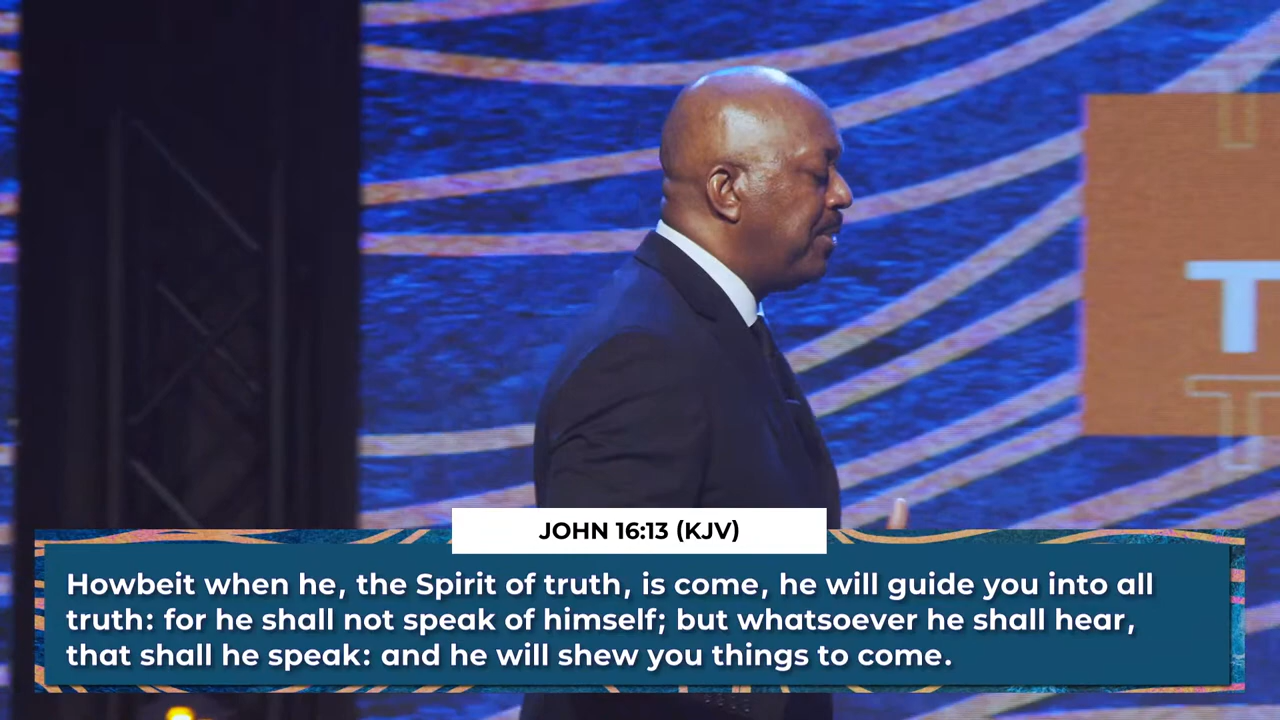 T
T
JOHN 16:13 (KJV)
Howbeit when he, the Spirit of truth, is come, he will guide you into all
truth: for he shall not speak of himself; but whatsoever he shall hear,
that shall he speak: and he will shew you things to come.